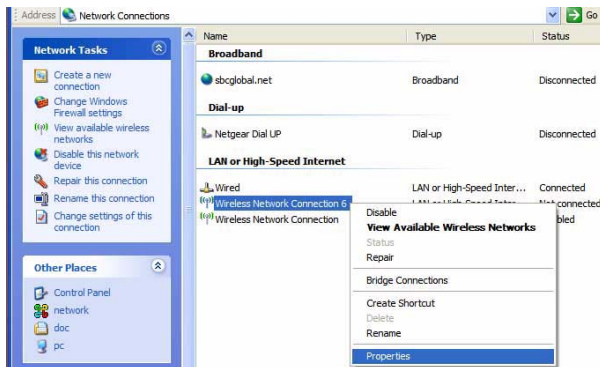 Address Network Connections Go
Network Tasks
Create a new
connection
Change Windows
Firewall settings
View available wireless
networks
Disable this network
device
Repair this connection
Rename this connection
Change settings of this
connection
Other Places
Control Panel
network
doc
pc
Name Type Status
Broadband
sbcglobal.net Broadband Disconnected
Dial-up
Netgear Dial UP Dial-up Disconnected
LAN or High-Speed Internet
Wired LAN or High-Speed Inter... Connected
Wireless Network Connection 6 connected
Wireless Network Connection
Disable
View Available Wireless Networks
Status
Repair
Bridge Connections
Create Shortcut
Delete
Rename
Properties